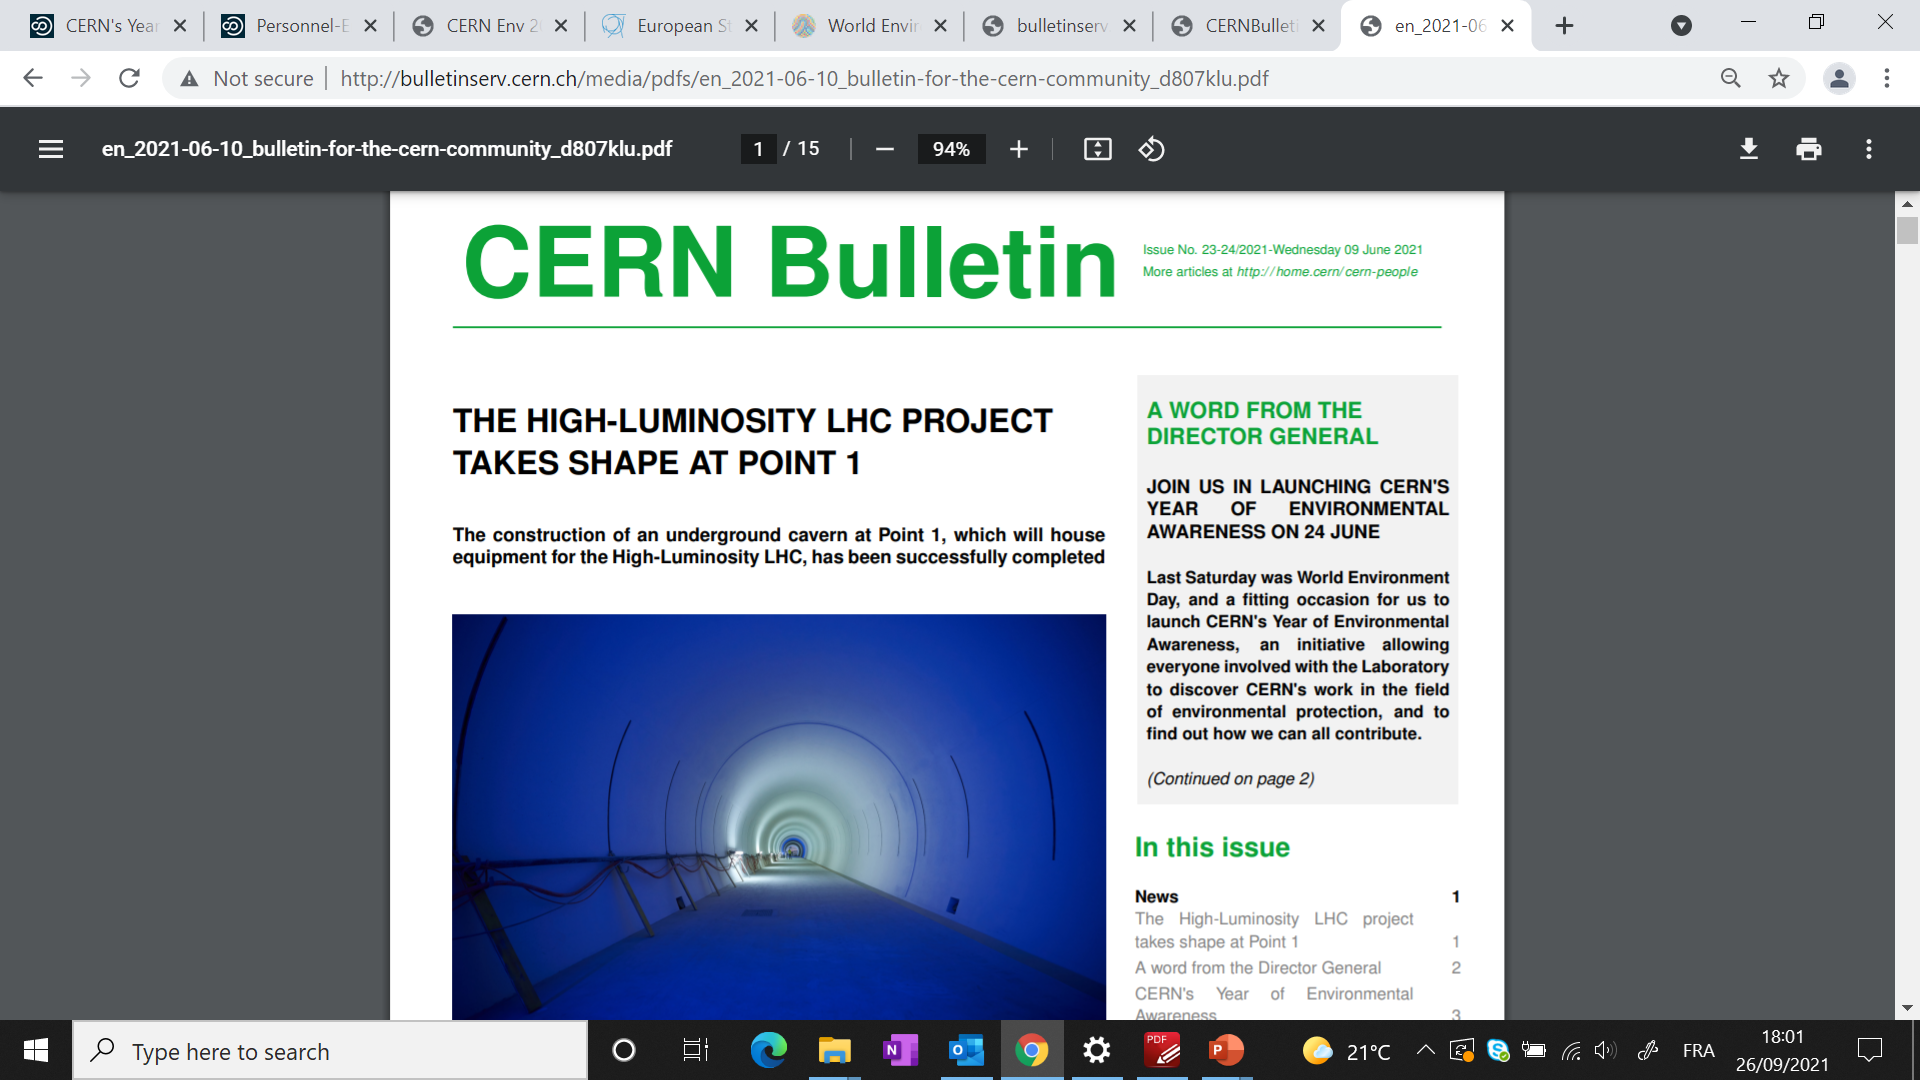 CERN's Year
Personnel-E
CERN Env 2
European St
World Envir
bulletinserv
CERNBulleti
en_2021-06
Not secure
http://bulletinserv.cern.ch/media/pdfs/en_2021-06-10_bulletin-for-the-cern-community_d807klu.pdf
en_2021-06-10_bulletin-for-the-cern-community_d807klu.pdf
1 / 15
94%
CERN Bulletin
Issue No. 23-24/2021-Wednesday 09 June 2021
More articles at http://home.cern/cern-people
THE HIGH-LUMINOSITY LHC PROJECT
TAKES SHAPE AT POINT 1
The construction of an underground cavern at Point 1, which will house
equipment for the High-Luminosity LHC, has been successfully completed
A WORD FROM THE
DIRECTOR GENERAL
JOIN US IN LAUNCHING CERN'S
YEAR OF ENVIRONMENTAL
AWARENESS ON 24 JUNE
Last Saturday was World Environment
Day, and a fitting occasion for us to
launch CERN's Year of Environmental
Awareness, an initiative allowing
everyone involved with the Laboratory
to discover CERN's work in the field
of environmental protection, and to
find out how we can all contribute.
(Continued on page 2)
In this issue
News 1
The High-Luminosity LHC project
takes shape at Point 1 1
A word from the Director General 2
CERN's Year of Environmental
Awareness 3
Type here to search
PDF
21°C
FRA
18:01
26/09/2021